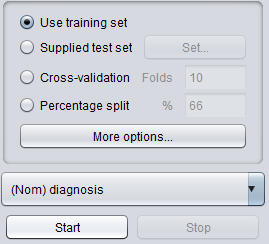 Use training set
Supplied test set Set...
Cross-validation Folds 10
Percentage split % 66
More options...
(Nom) diagnosis
Start Stop